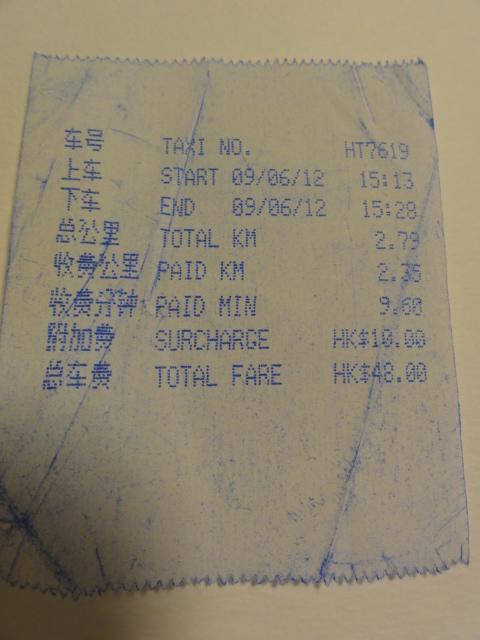 车号 TAXI NO. HT7619
上车 START 09/06/12 15:13
下车 END 09/06/12 15:28
总公里 TOTAL KM 2.79
收费公里 PAID KM 2.35
收费分钟 PAID MIN 9.60
附加费 SURCHARGE HK$10.00
总车费 TOTAL FARE HK$48.00